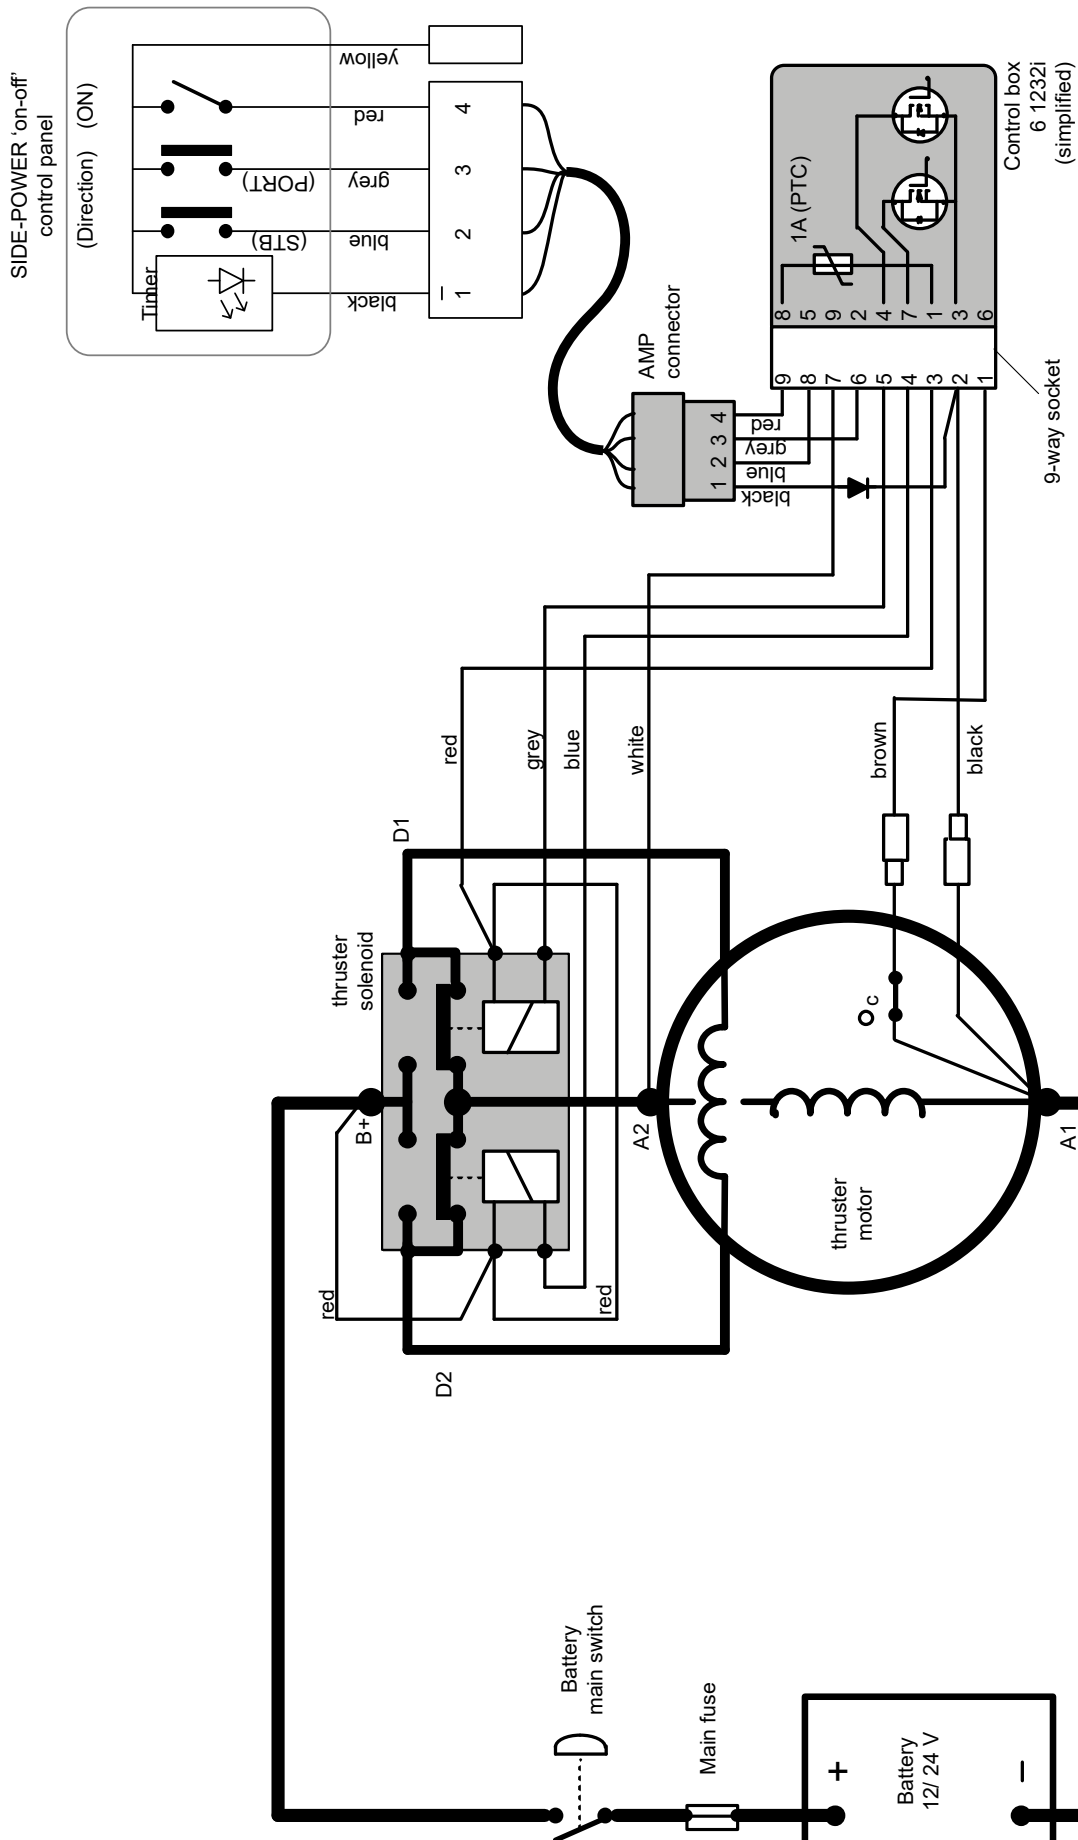 SIDE-POWER 'on-off'
control panel
(Direction) (ON)
Timer
(STB)
(PORT)
black
blue
grey
red
yellow
1
2
3
4
AMP
connector
1 2 3 4
black
blue
grey
red
1A (PTC)
8
5
9
2
4
7
1
3
6
9
8
7
6
5
4
3
2
1
Control box
6 1232i
(simplified)
9-way socket
red
grey
blue
white
brown
black
D1
thruster
solenoid
B+
red
red
D2
A2
°c
thruster
motor
A1
Battery
main switch
Main fuse
Battery
12/ 24 V
+
−